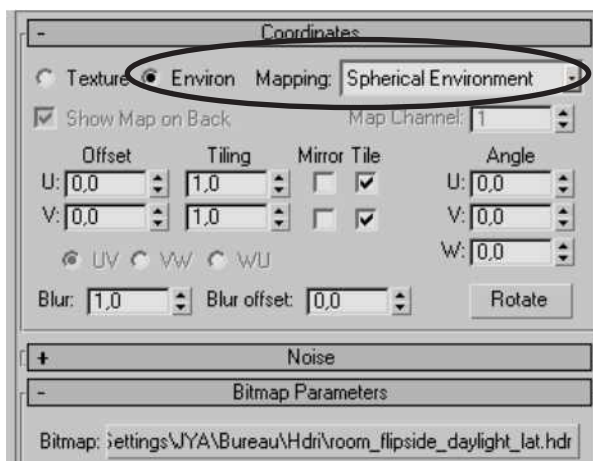 - Coordinates
Texture Environ Mapping: Spherical Environment
Show Map on Back Map Channel: 1
Offset Tiling Mirror Tile Angle
U: 0,0 1,0 U: 0,0
V: 0,0 1,0 V: 0,0
UV VW WU W: 0,0
Blur: 1,0 Blur offset: 0,0 Rotate
+ Noise
- Bitmap Parameters
Bitmap: Settings\JYA\Bureau\Hdri\room_flipside_daylight_lat.hdr